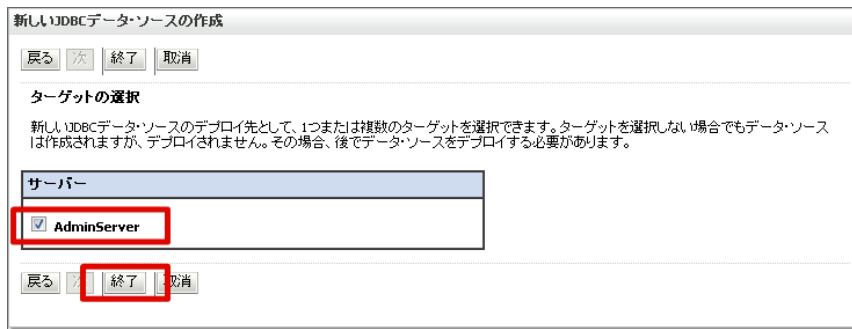 新しいJDBCデータ・ソースの作成
戻る 次 終了 取消
ターゲットの選択
新しいJDBCデータ・ソースのデプロイ先として、1つまたは複数のターゲットを選択できます。ターゲットを選択しない場合でもデータ・ソース
は作成されますが、デプロイされません。その場合、後でデータ・ソースをデプロイする必要があります。
サーバー
AdminServer
戻る 次 終了 取消